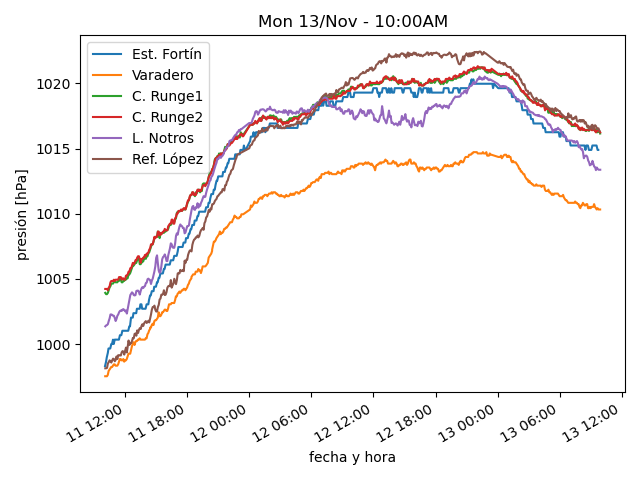 Mon 13/Nov - 10:00AM
Est. Fortín
Varadero
C. Runge1
C. Runge2
L. Notros
Ref. López
presión [hPa]
1020
1015
1010
1005
1000
11 12:00
11 18:00
12 00:00
12 06:00
12 12:00
12 18:00
13 00:00
13 06:00
13 12:00
fecha y hora